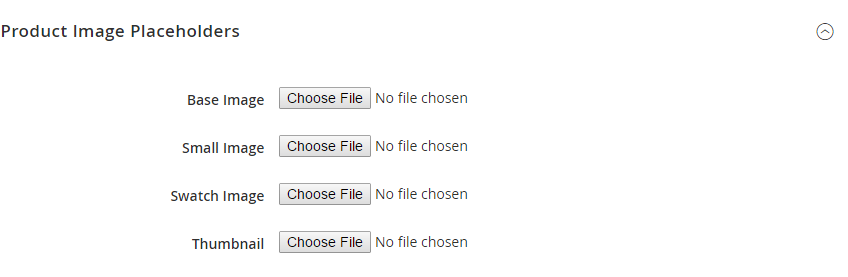 Product Image Placeholders
Base Image Choose File No file chosen
Small Image Choose File No file chosen
Swatch Image Choose File No file chosen
Thumbnail Choose File No file chosen